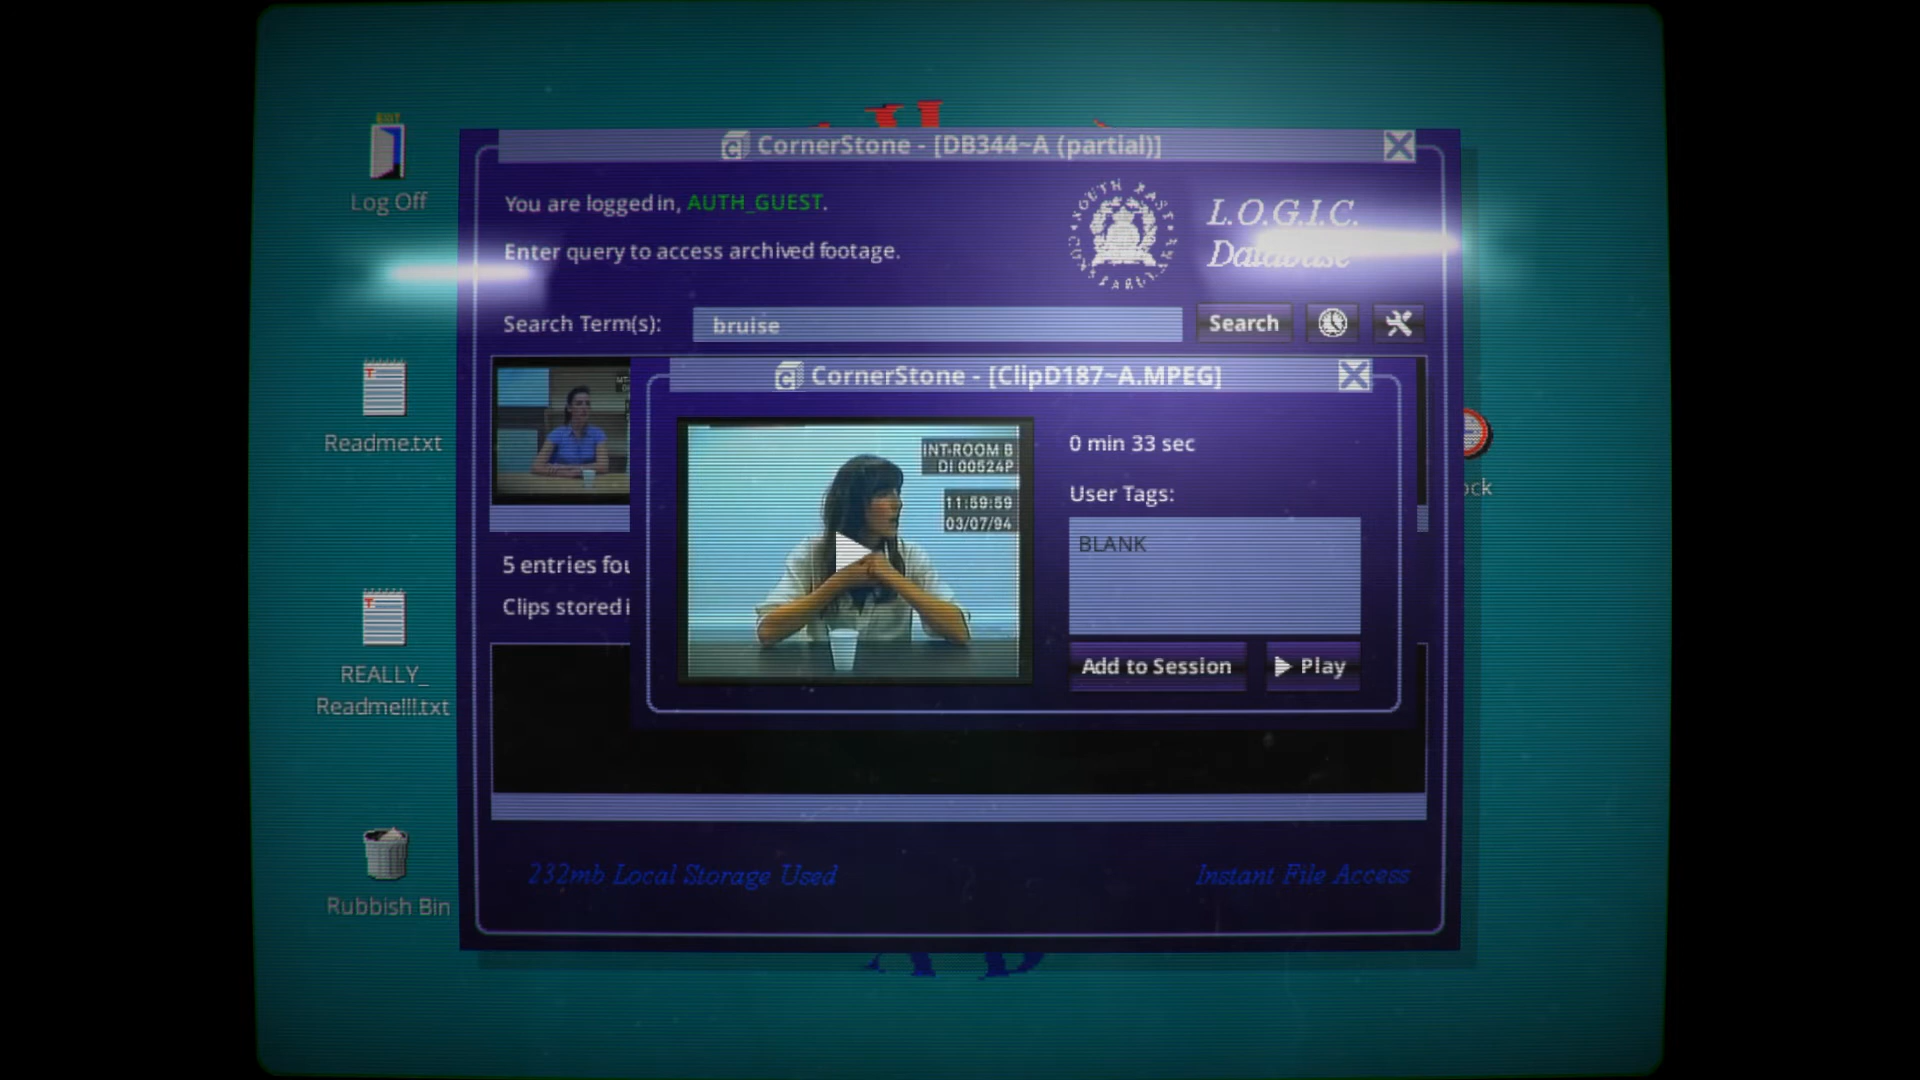 EXIT
Log Off
Readme.txt
REALLY_
Readme!!!.txt
Rubbish Bin
CornerStone - [DB344~A (partial)]
You are logged in, AUTH_GUEST.
Enter query to access archived footage.
L.O.G.I.C.
Database
Search Term(s):
bruise
Search
CornerStone - [ClipD187~A.MPEG]
INT-ROOM B
DI 00524P
11:59:59
03/07/94
0 min 33 sec
User Tags:
BLANK
Add to Session
Play
5 entries fou
Clips stored i
232mb Local Storage Used
Instant File Access
ock